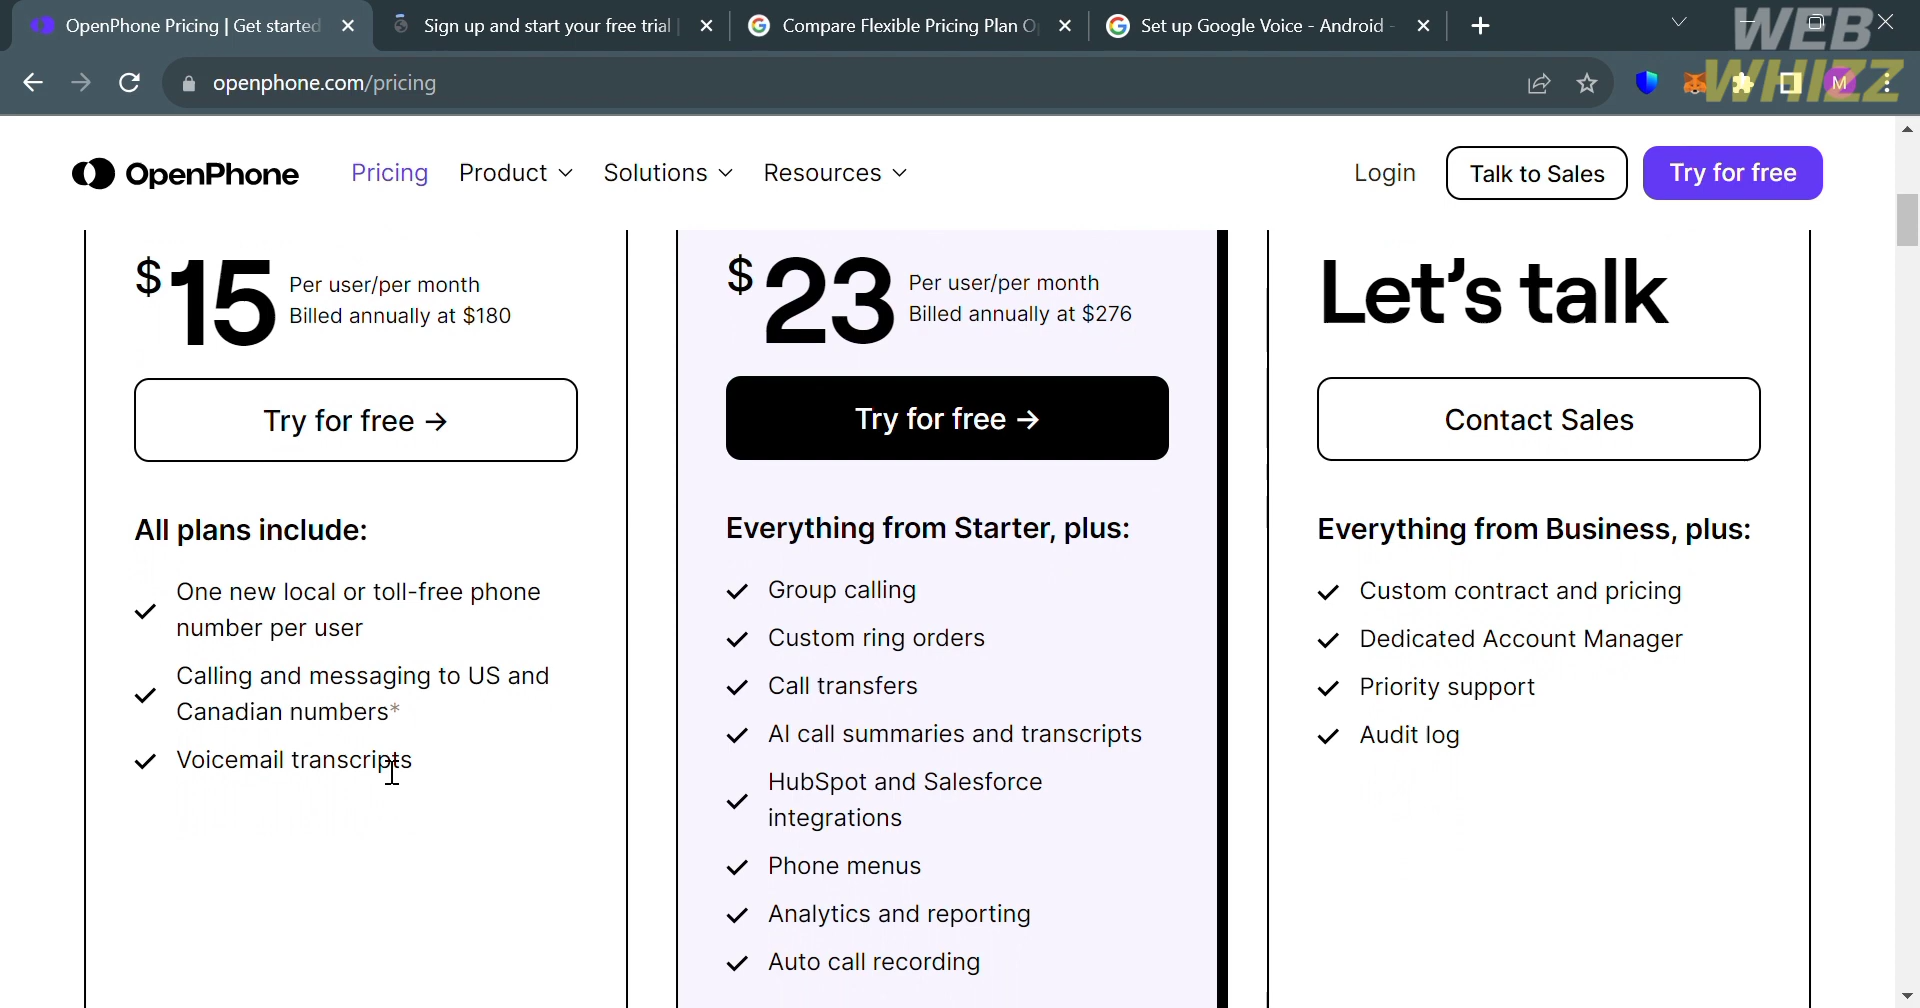 OpenPhone Pricing | Get started
Sign up and start your free trial
Compare Flexible Pricing Plan O
Set up Google Voice - Android -
WEB
WHIZZ
openphone.com/pricing
M
OpenPhone
Pricing
Product
Solutions
Resources
Login
Talk to Sales
Try for free
$15
Per user/per month
Billed annually at $180
Try for free →
All plans include:
One new local or toll-free phone
number per user
Calling and messaging to US and
Canadian numbers*
Voicemail transcripts
$23
Per user/per month
Billed annually at $276
Try for free →
Everything from Starter, plus:
Group calling
Custom ring orders
Call transfers
AI call summaries and transcripts
HubSpot and Salesforce
integrations
Phone menus
Analytics and reporting
Auto call recording
Let's talk
Contact Sales
Everything from Business, plus:
Custom contract and pricing
Dedicated Account Manager
Priority support
Audit log